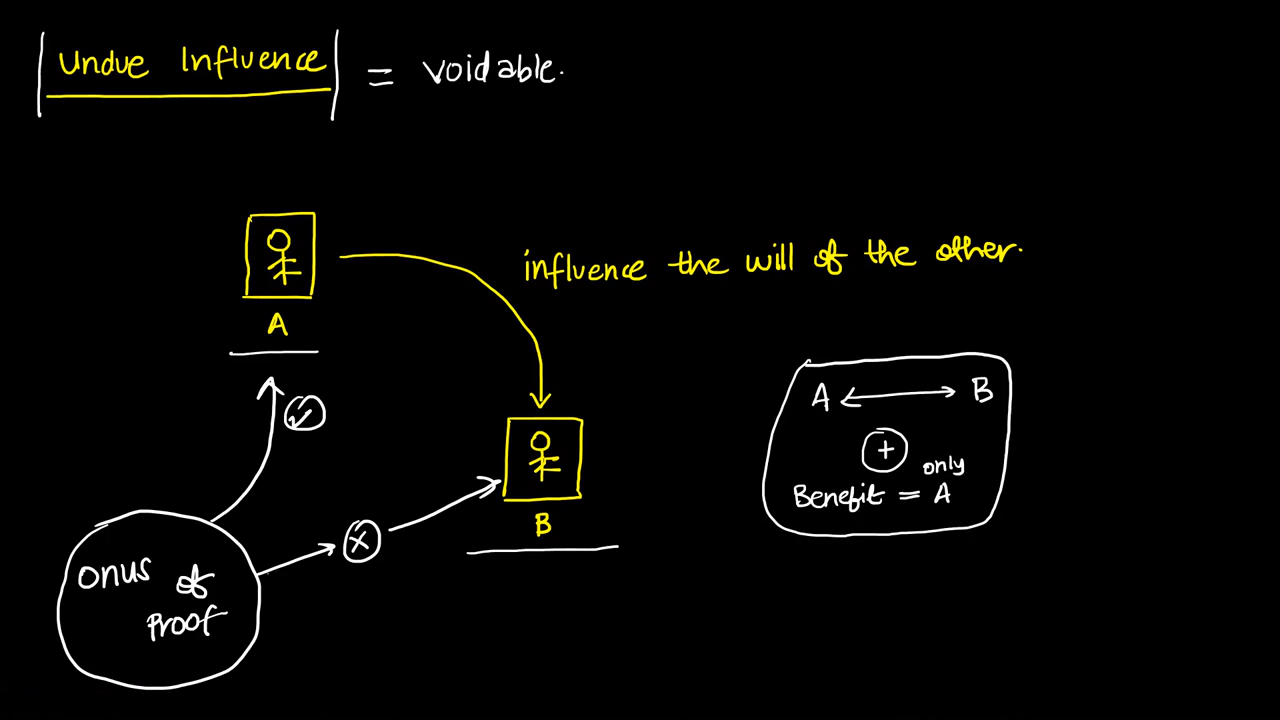 Undue Influence = voidable.
influence the will of the other.
A
A ↔ B
+
only
Benefit = A
B
onus of
Proof